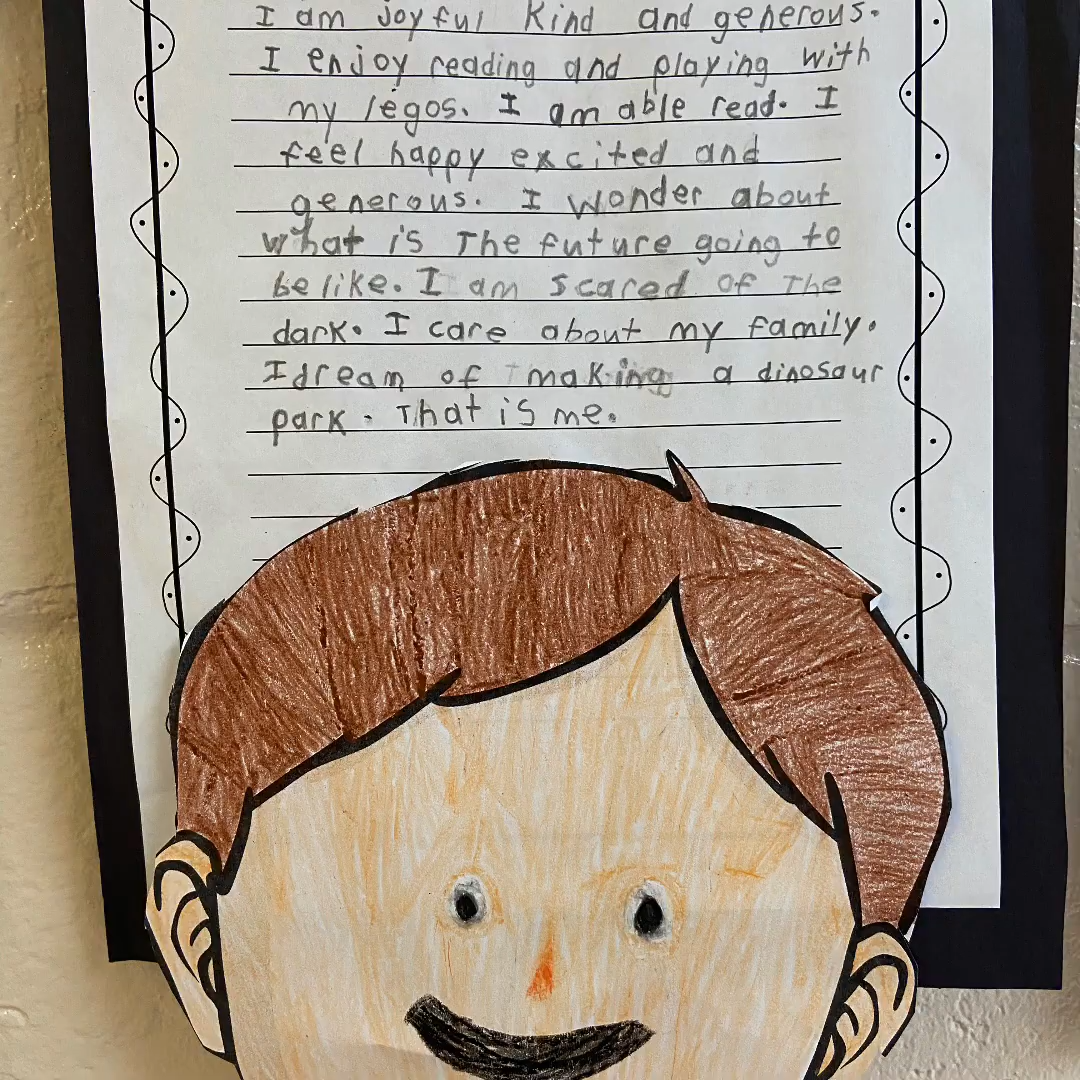 I am joyful kind and generous.
I enjoy reading and playing with
my legos. I am able read. I
feel happy excited and
generous. I wonder about
what is The future going to
be like. I am scared of The
dark. I care about my family.
I dream of making a dinosaur
park. That is me.